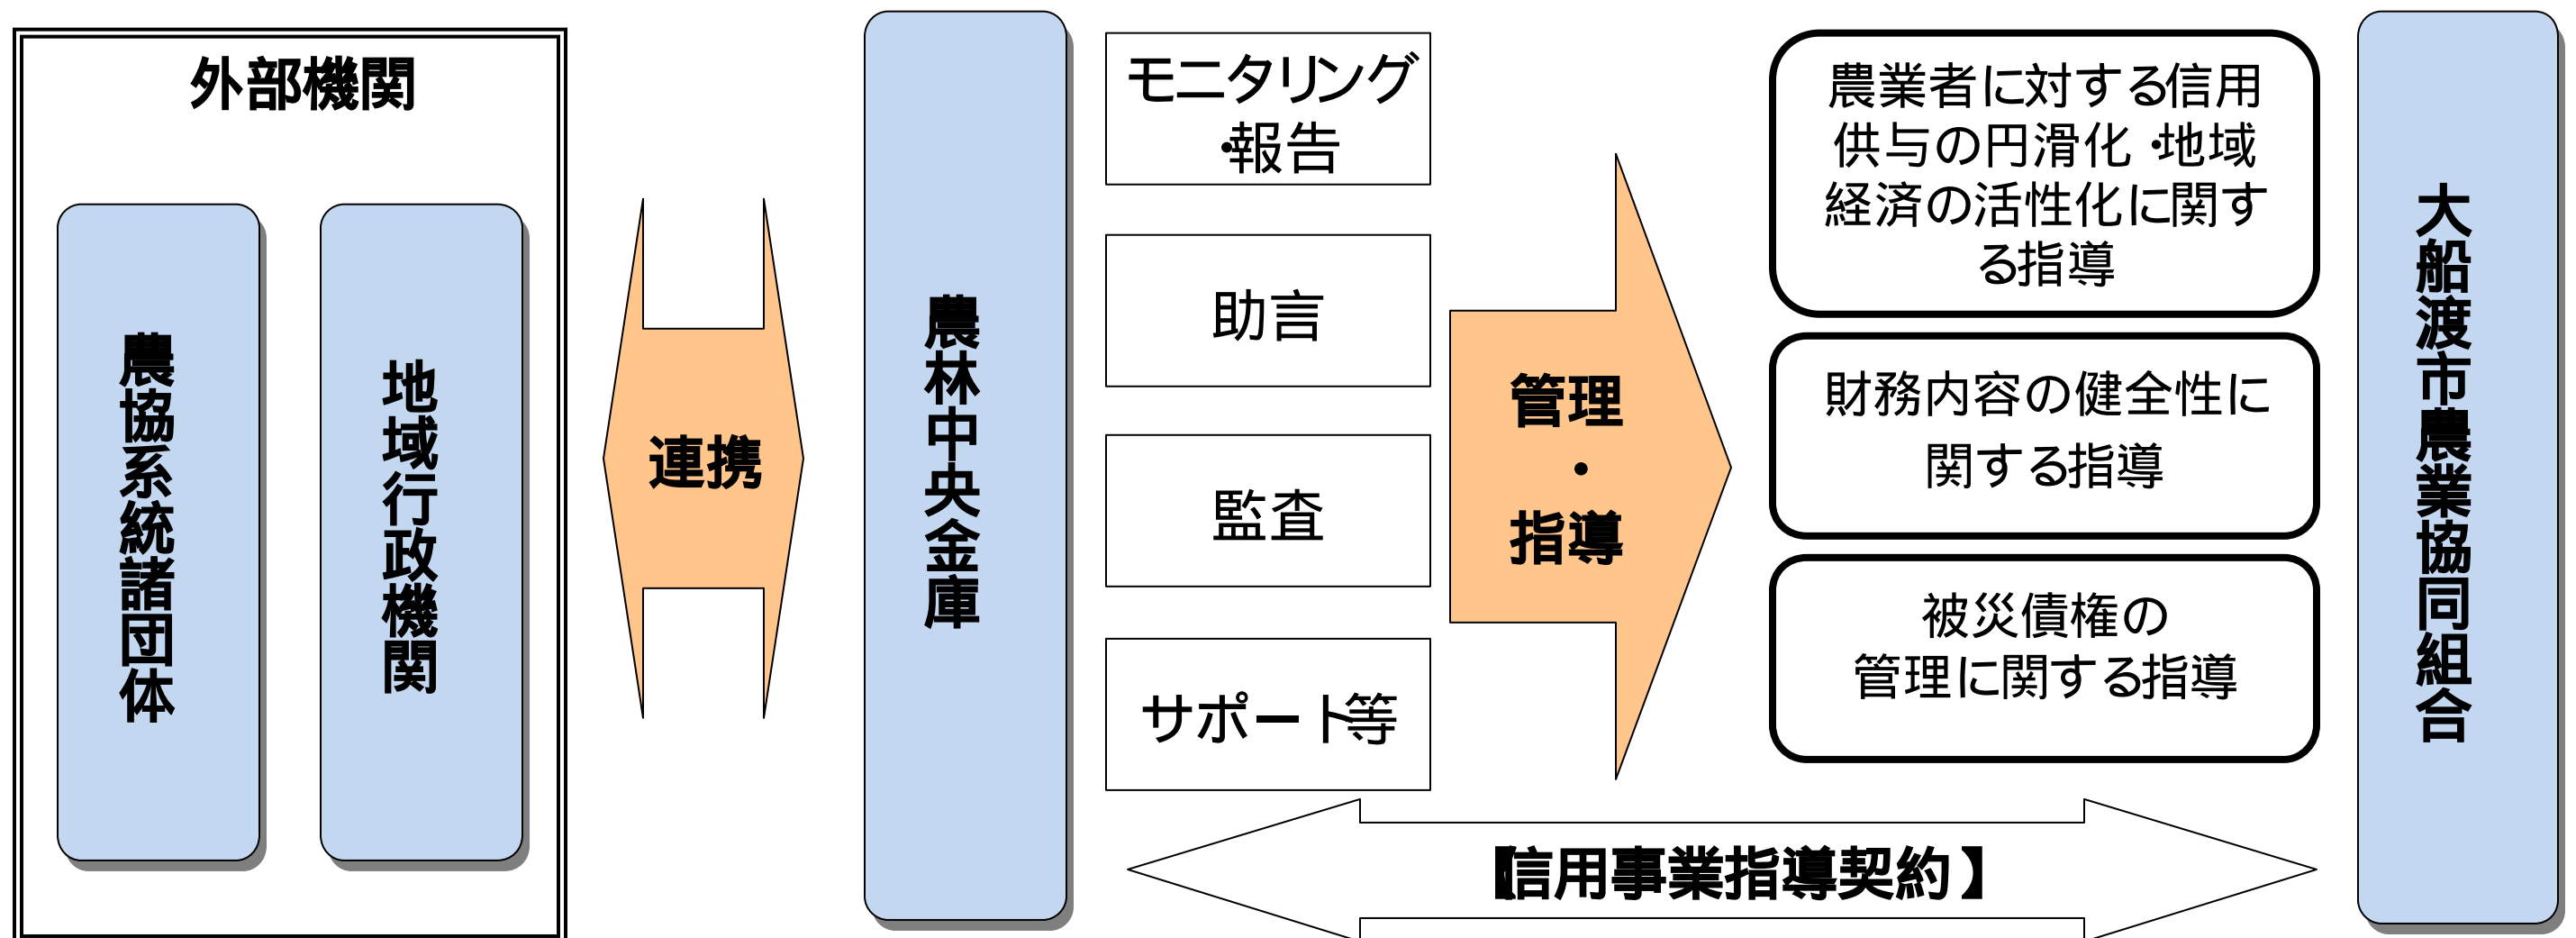 外部機関
農協系統諸団体
地域行政機関
連携
農林中央金庫
モニタリング
・報告
助言
監査
サポート等
管理
・
指導
農業者に対する信用
供与の円滑化・地域
経済の活性化に関す
る指導
財務内容の健全性に
関する指導
被災債権の
管理に関する指導
【信用事業指導契約】
大船渡市農業協同組合